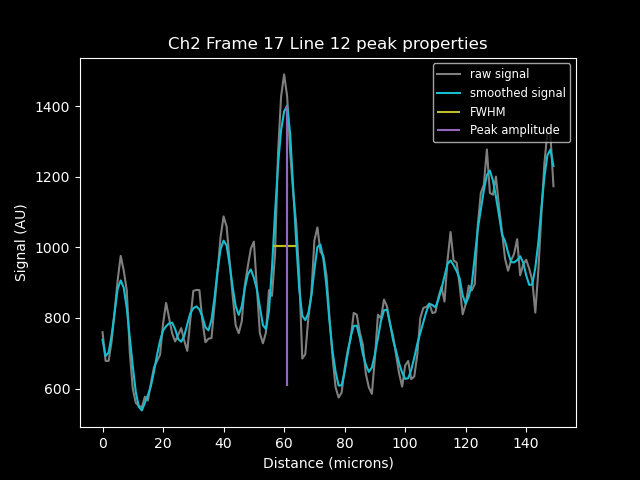 Ch2 Frame 17 Line 12 peak properties
raw signal
smoothed signal
FWHM
Peak amplitude
Signal (AU)
1400
1200
1000
800
600
0 20 40 60 80 100 120 140
Distance (microns)